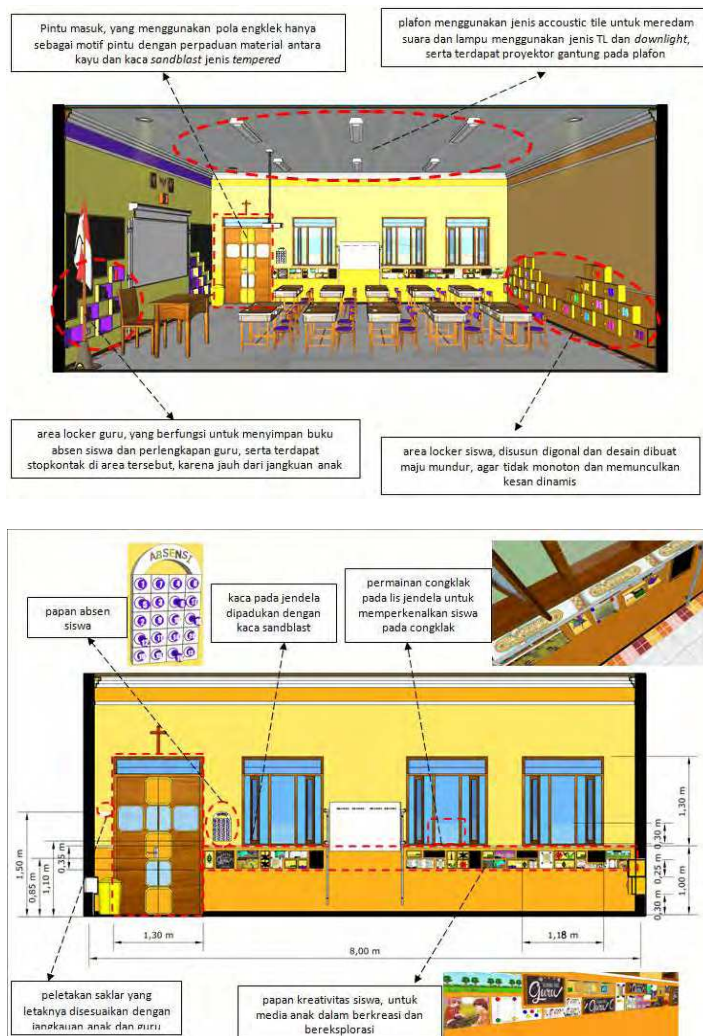 Pintu masuk, yang menggunakan pola engklek hanya
sebagai motif pintu dengan perpaduan material antara
kayu dan kaca sandblast jenis tempered
plafon menggunakan jenis accoustic tile untuk meredam
suara dan lampu menggunakan jenis TL dan downlight,
serta terdapat proyektor gantung pada plafon
area locker guru, yang berfungsi untuk menyimpan buku
absen siswa dan perlengkapan guru, serta terdapat
stopkontak di area tersebut, karena jauh dari jangkuan anak
area locker siswa, disusun digonal dan desain dibuat
maju mundur, agar tidak monoton dan memunculkan
kesan dinamis
ABSENSI
papan absen
siswa
kaca pada jendela
dipadukan dengan
kaca sandblast
permainan congklak
pada lis jendela untuk
memperkenalkan siswa
pada congklak
1,50 m
0,85 m
1,10 m
0,35 m
1,30 m
0,30 m
0,25 m
1,00 m
0,30 m
1,30 m
1,18 m
8,00 m
peletakan saklar yang
letaknya disesuaikan dengan
jangkauan anak dan guru
papan kreativitas siswa, untuk
media anak dalam berkreasi dan
bereksplorasi
Guru